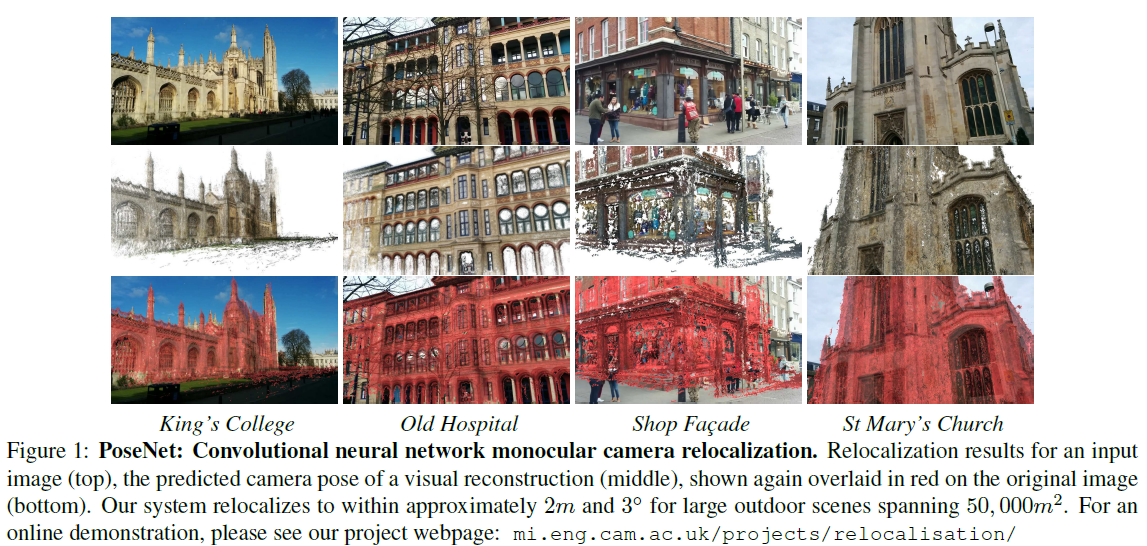 King's College
Old Hospital
Shop Façade
St Mary's Church
Figure 1: PoseNet: Convolutional neural network monocular camera relocalization. Relocalization results for an input
image (top), the predicted camera pose of a visual reconstruction (middle), shown again overlaid in red on the original image
(bottom). Our system relocalizes to within approximately 2m and 3° for large outdoor scenes spanning 50,000m². For an
online demonstration, please see our project webpage: mi.eng.cam.ac.uk/projects/relocalisation/